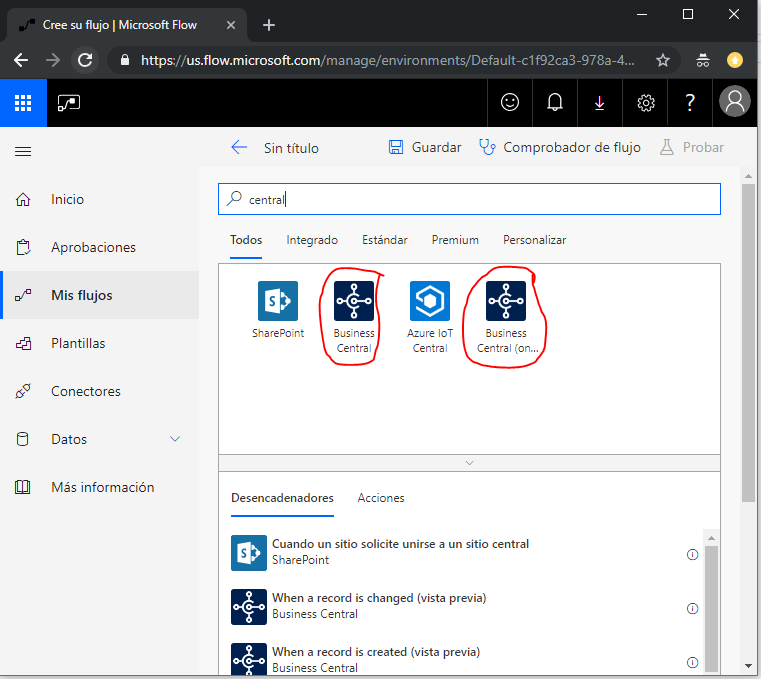 Cree su flujo | Microsoft Flow
https://us.flow.microsoft.com/manage/environments/Default-c1f92ca3-978a-4...
Sin título
Guardar
Comprobador de flujo
Probar
Inicio
Aprobaciones
Mis flujos
Plantillas
Conectores
Datos
Más información
central
Todos
Integrado
Estándar
Premium
Personalizar
SharePoint
Business
Central
Azure IoT
Central
Business
Central (on...
Desencadenadores
Acciones
Cuando un sitio solicite unirse a un sitio central
SharePoint
When a record is changed (vista previa)
Business Central
When a record is created (vista previa)
Business Central